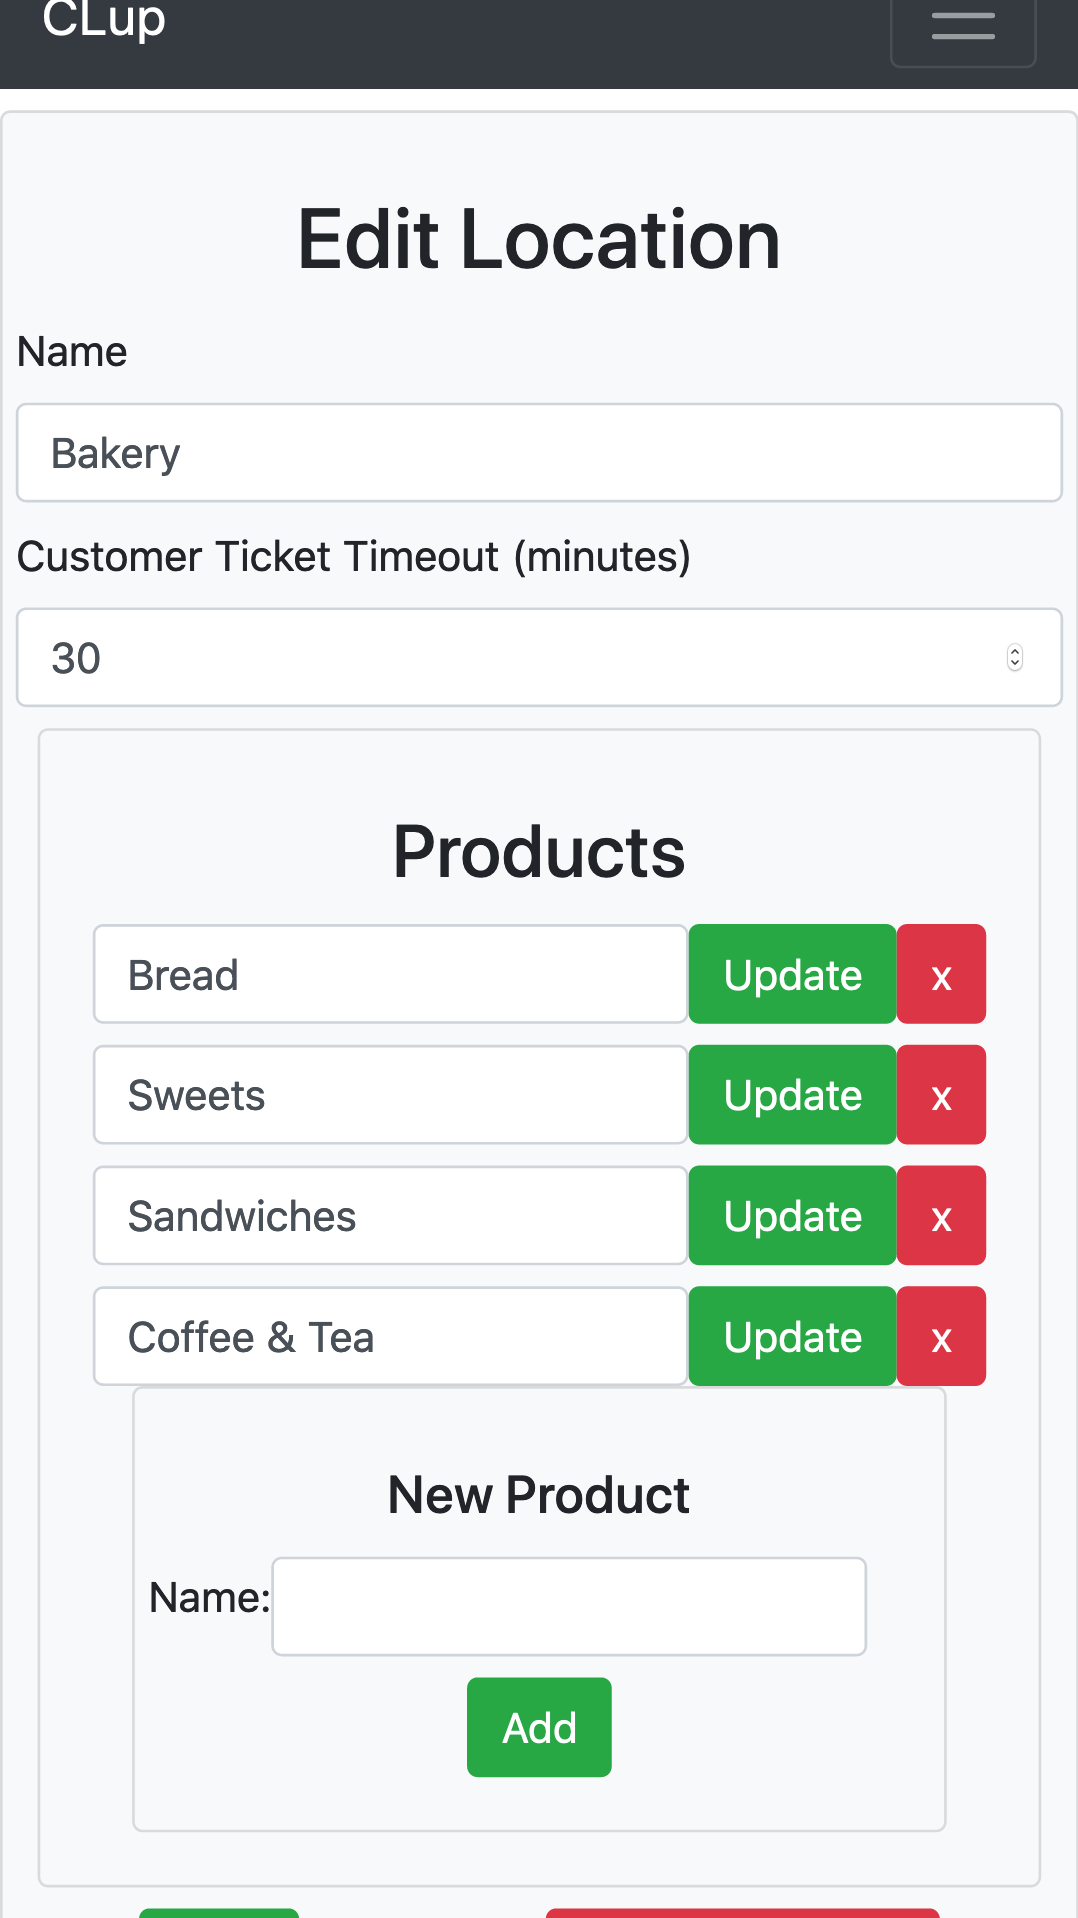 CLup
Edit Location
Name
Bakery
Customer Ticket Timeout (minutes)
30
Products
Bread Update x
Sweets Update x
Sandwiches Update x
Coffee & Tea Update x
New Product
Name:
Add